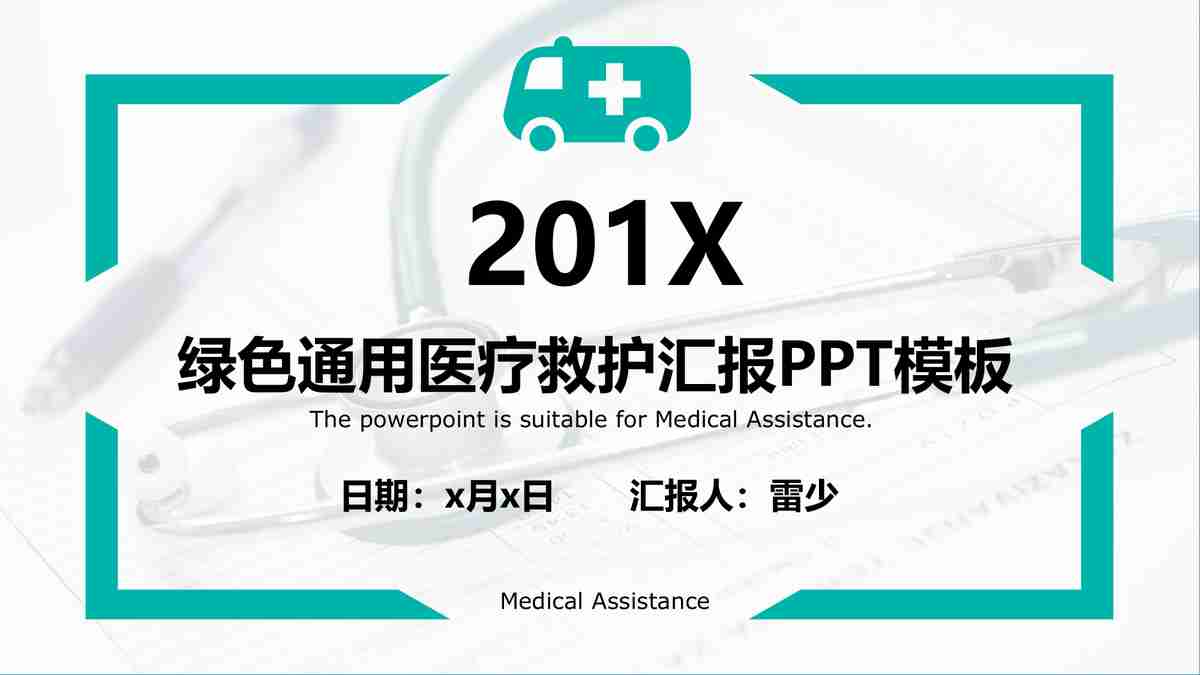 201X
绿色通用医疗救护汇报PPT模板
The powerpoint is suitable for Medical Assistance.
日期：x月x日 汇报人：雷少
Medical Assistance